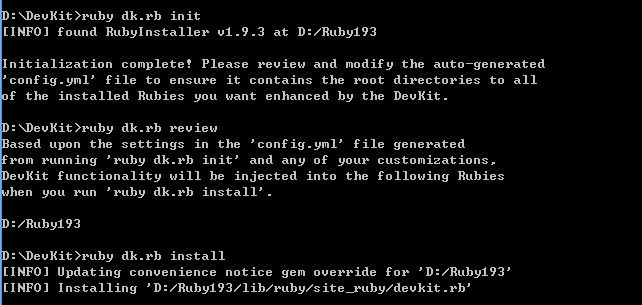 D:\DevKit>ruby dk.rb init
[INFO] found RubyInstaller v1.9.3 at D:/Ruby193
Initialization complete! Please review and modify the auto-generated
'config.yml' file to ensure it contains the root directories to all
of the installed Rubies you want enhanced by the DevKit.
D:\DevKit>ruby dk.rb review
Based upon the settings in the 'config.yml' file generated
from running 'ruby dk.rb init' and any of your customizations,
DevKit functionality will be injected into the following Rubies
when you run 'ruby dk.rb install'.
D:/Ruby193
D:\DevKit>ruby dk.rb install
[INFO] Updating convenience notice gem override for 'D:/Ruby193'
[INFO] Installing 'D:/Ruby193/lib/ruby/site_ruby/devkit.rb'